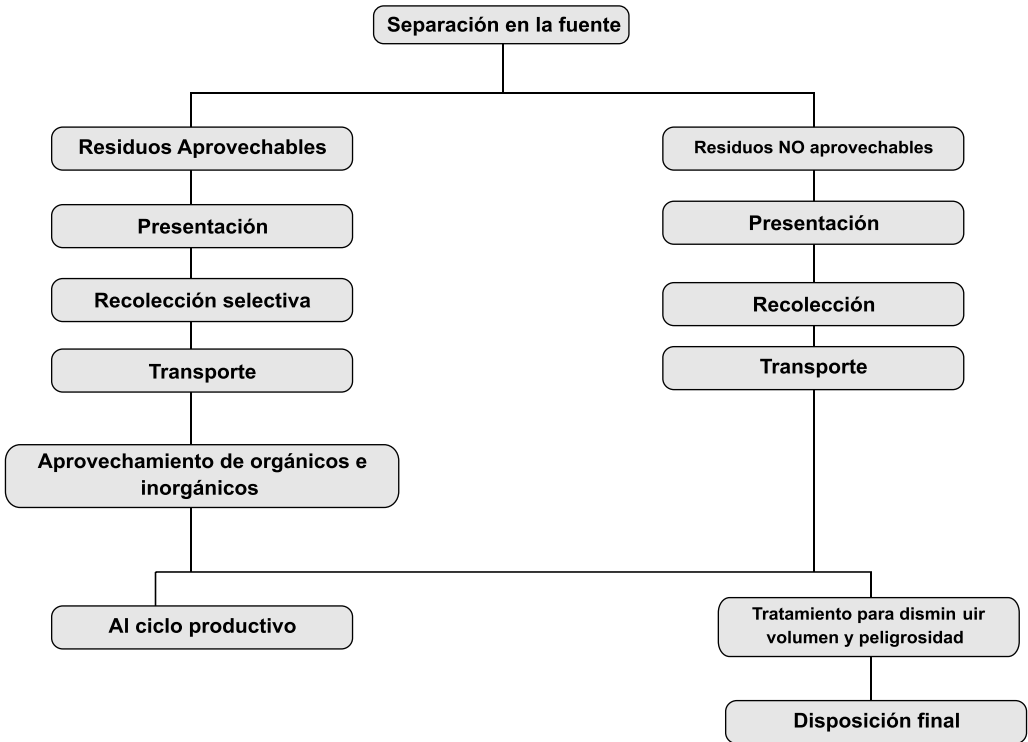 Separación en la fuente
Residuos Aprovechables
Presentación
Recolección selectiva
Transporte
Aprovechamiento de orgánicos e
inorgánicos
Al ciclo productivo
Residuos NO aprovechables
Presentación
Recolección
Transporte
Tratamiento para dismin uir
volumen y peligrosidad
Disposición final